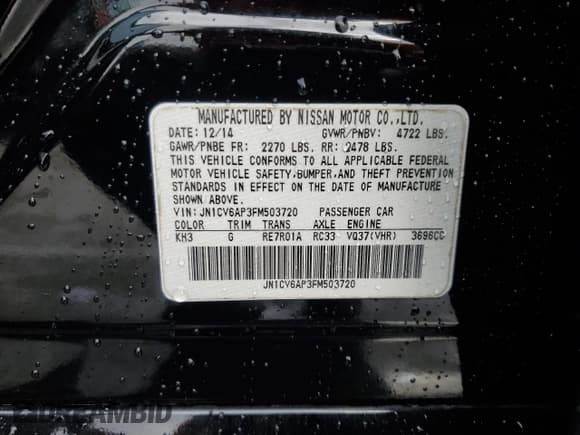 MANUFACTURED BY NISSAN MOTOR CO.,LTD.
DATE: 12/14 GVWR/PNBV: 4722 LBS.
GAWR/PNBE FR: 2270 LBS. RR: 2478 LBS.
THIS VEHICLE CONFORMS TO ALL APPLICABLE FEDERAL
MOTOR VEHICLE SAFETY,BUMPER,AND THEFT PREVENTION
STANDARDS IN EFFECT ON THE DATE OF MANUFACTURE
SHOWN ABOVE.
VIN: JN1CV6AP3FM503720 PASSENGER CAR
COLOR TRIM TRANS AXLE ENGINE
KH3 G RE7R01A RC33 VQ37(VHR) 3696CC
JN1CV6AP3FM503720
DREAMBID